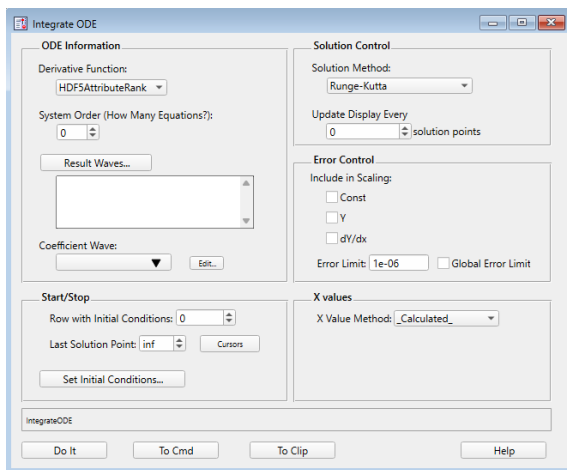 Integrate ODE
ODE Information
Derivative Function:
HDF5AttributeRank
System Order (How Many Equations?):
0
Result Waves...
Coefficient Wave:
Edit...
Solution Control
Solution Method:
Runge-Kutta
Update Display Every
0 solution points
Error Control
Include in Scaling:
Const
Y
dY/dx
Error Limit: 1e-06 Global Error Limit
Start/Stop
Row with Initial Conditions: 0
Last Solution Point: inf Cursors
Set Initial Conditions...
X values
X Value Method: _Calculated_
IntegrateODE
Do It To Cmd To Clip Help